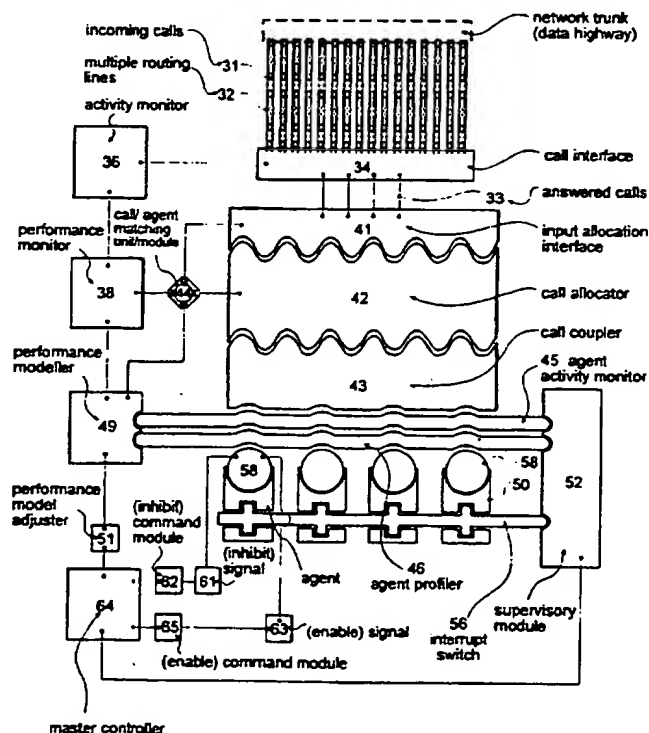 network trunk
(data highway)
incoming calls
31
multiple routing
lines
32
activity monitor
36
34
call interface
33
answered calls
call/ agent
matching
unit/module
performance
monitor
38
44
41
input allocation
interface
42
call allocator
call coupler
43
45 agent
activity monitor
performance
modeller
49
58
58
50
52
performance
model
adjuster
51
(inhibit)
command
module
62
61
(inhibit)
signal
agent
46
agent profiler
56
interrupt
switch
supervisory
module
64
65
63
(enable) signal
(enable) command module
master controller